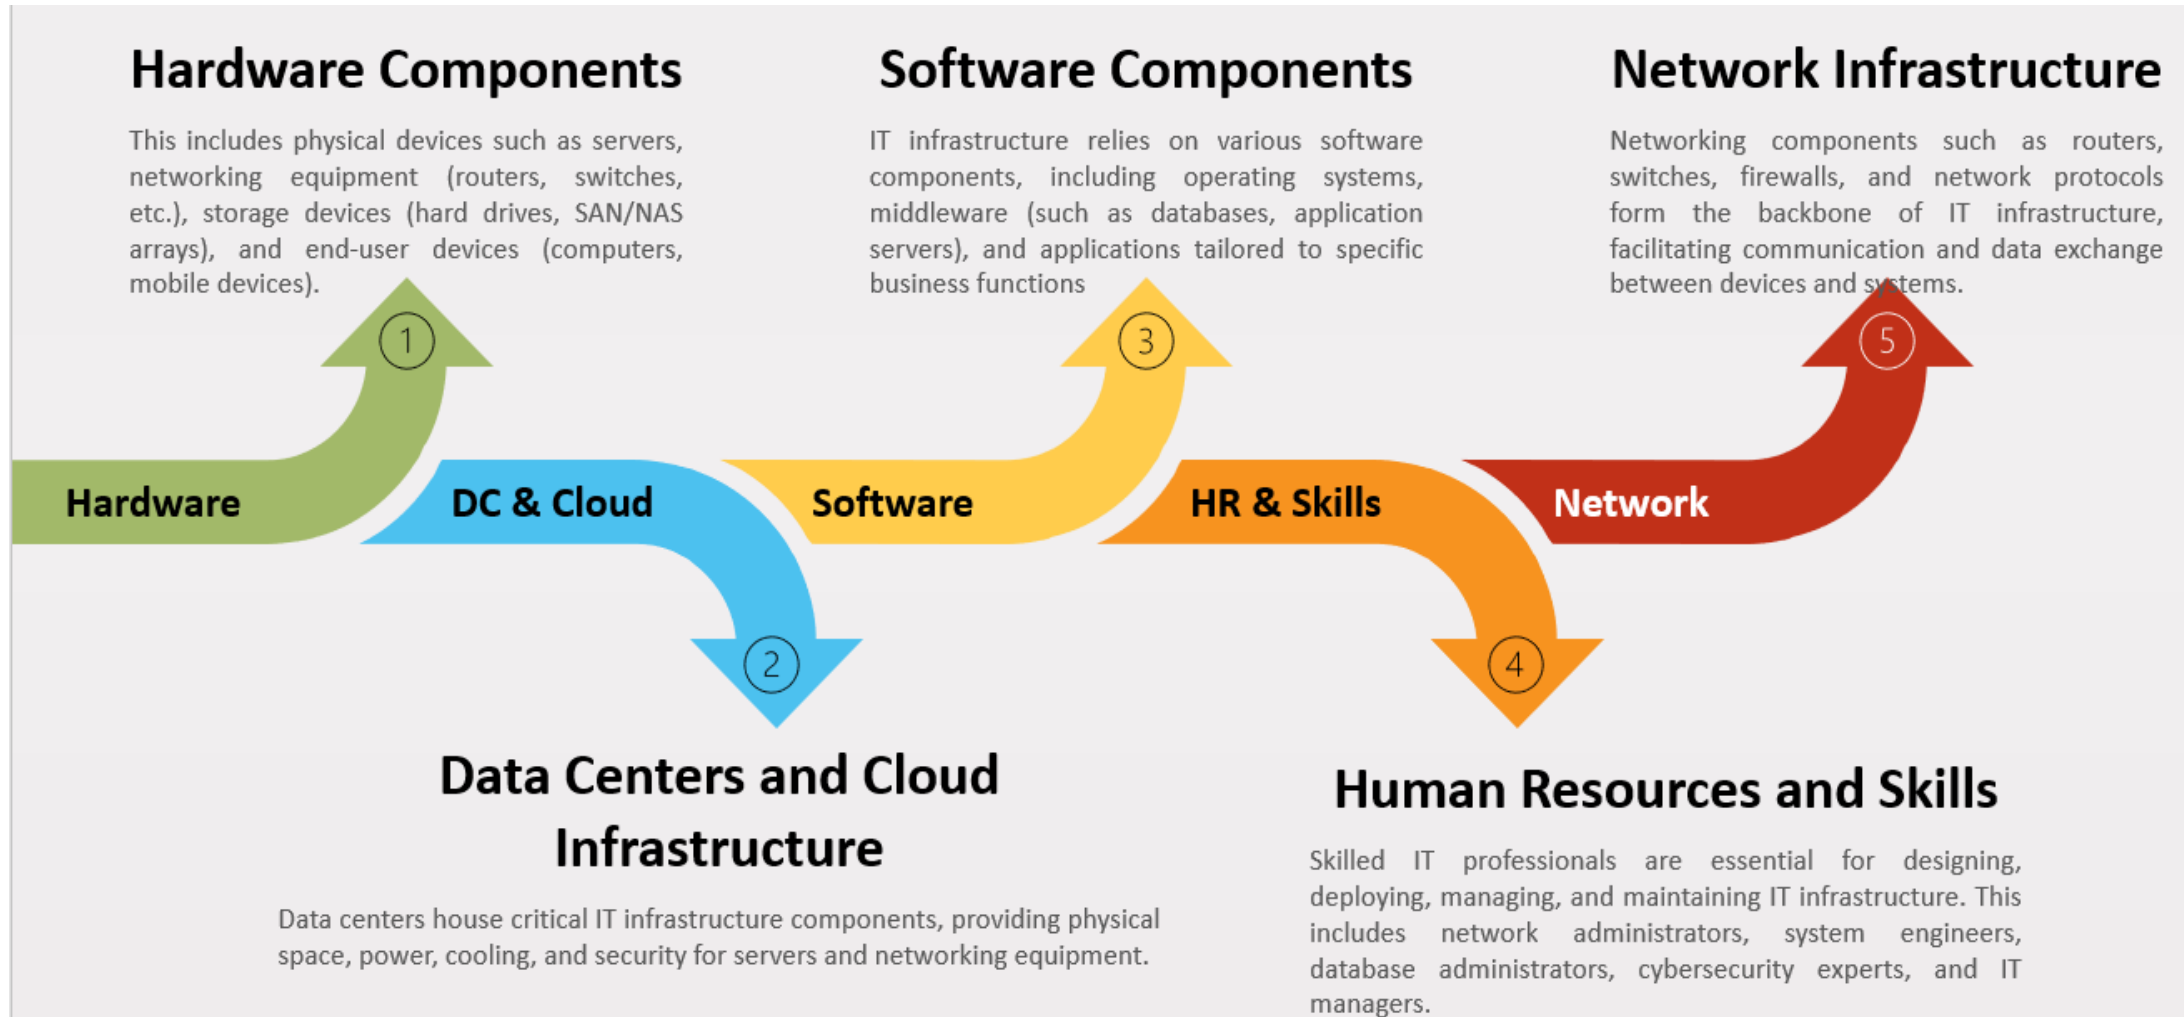 Hardware Components
This includes physical devices such as servers,
networking equipment (routers, switches,
etc.), storage devices (hard drives, SAN/NAS
arrays), and end-user devices (computers,
mobile devices).
Software Components
IT infrastructure relies on various software
components, including operating systems,
middleware (such as databases, application
servers), and applications tailored to specific
business functions
Network Infrastructure
Networking components such as routers,
switches, firewalls, and network protocols
form the backbone of IT infrastructure,
facilitating communication and data exchange
between devices and systems.
1
3
5
Hardware
DC & Cloud
Software
HR & Skills
Network
2
4
Data Centers and Cloud
Infrastructure
Data centers house critical IT infrastructure components, providing physical
space, power, cooling, and security for servers and networking equipment.
Human Resources and Skills
Skilled IT professionals are essential for designing,
deploying, managing, and maintaining IT infrastructure. This
includes network administrators, system engineers,
database administrators, cybersecurity experts, and IT
managers.